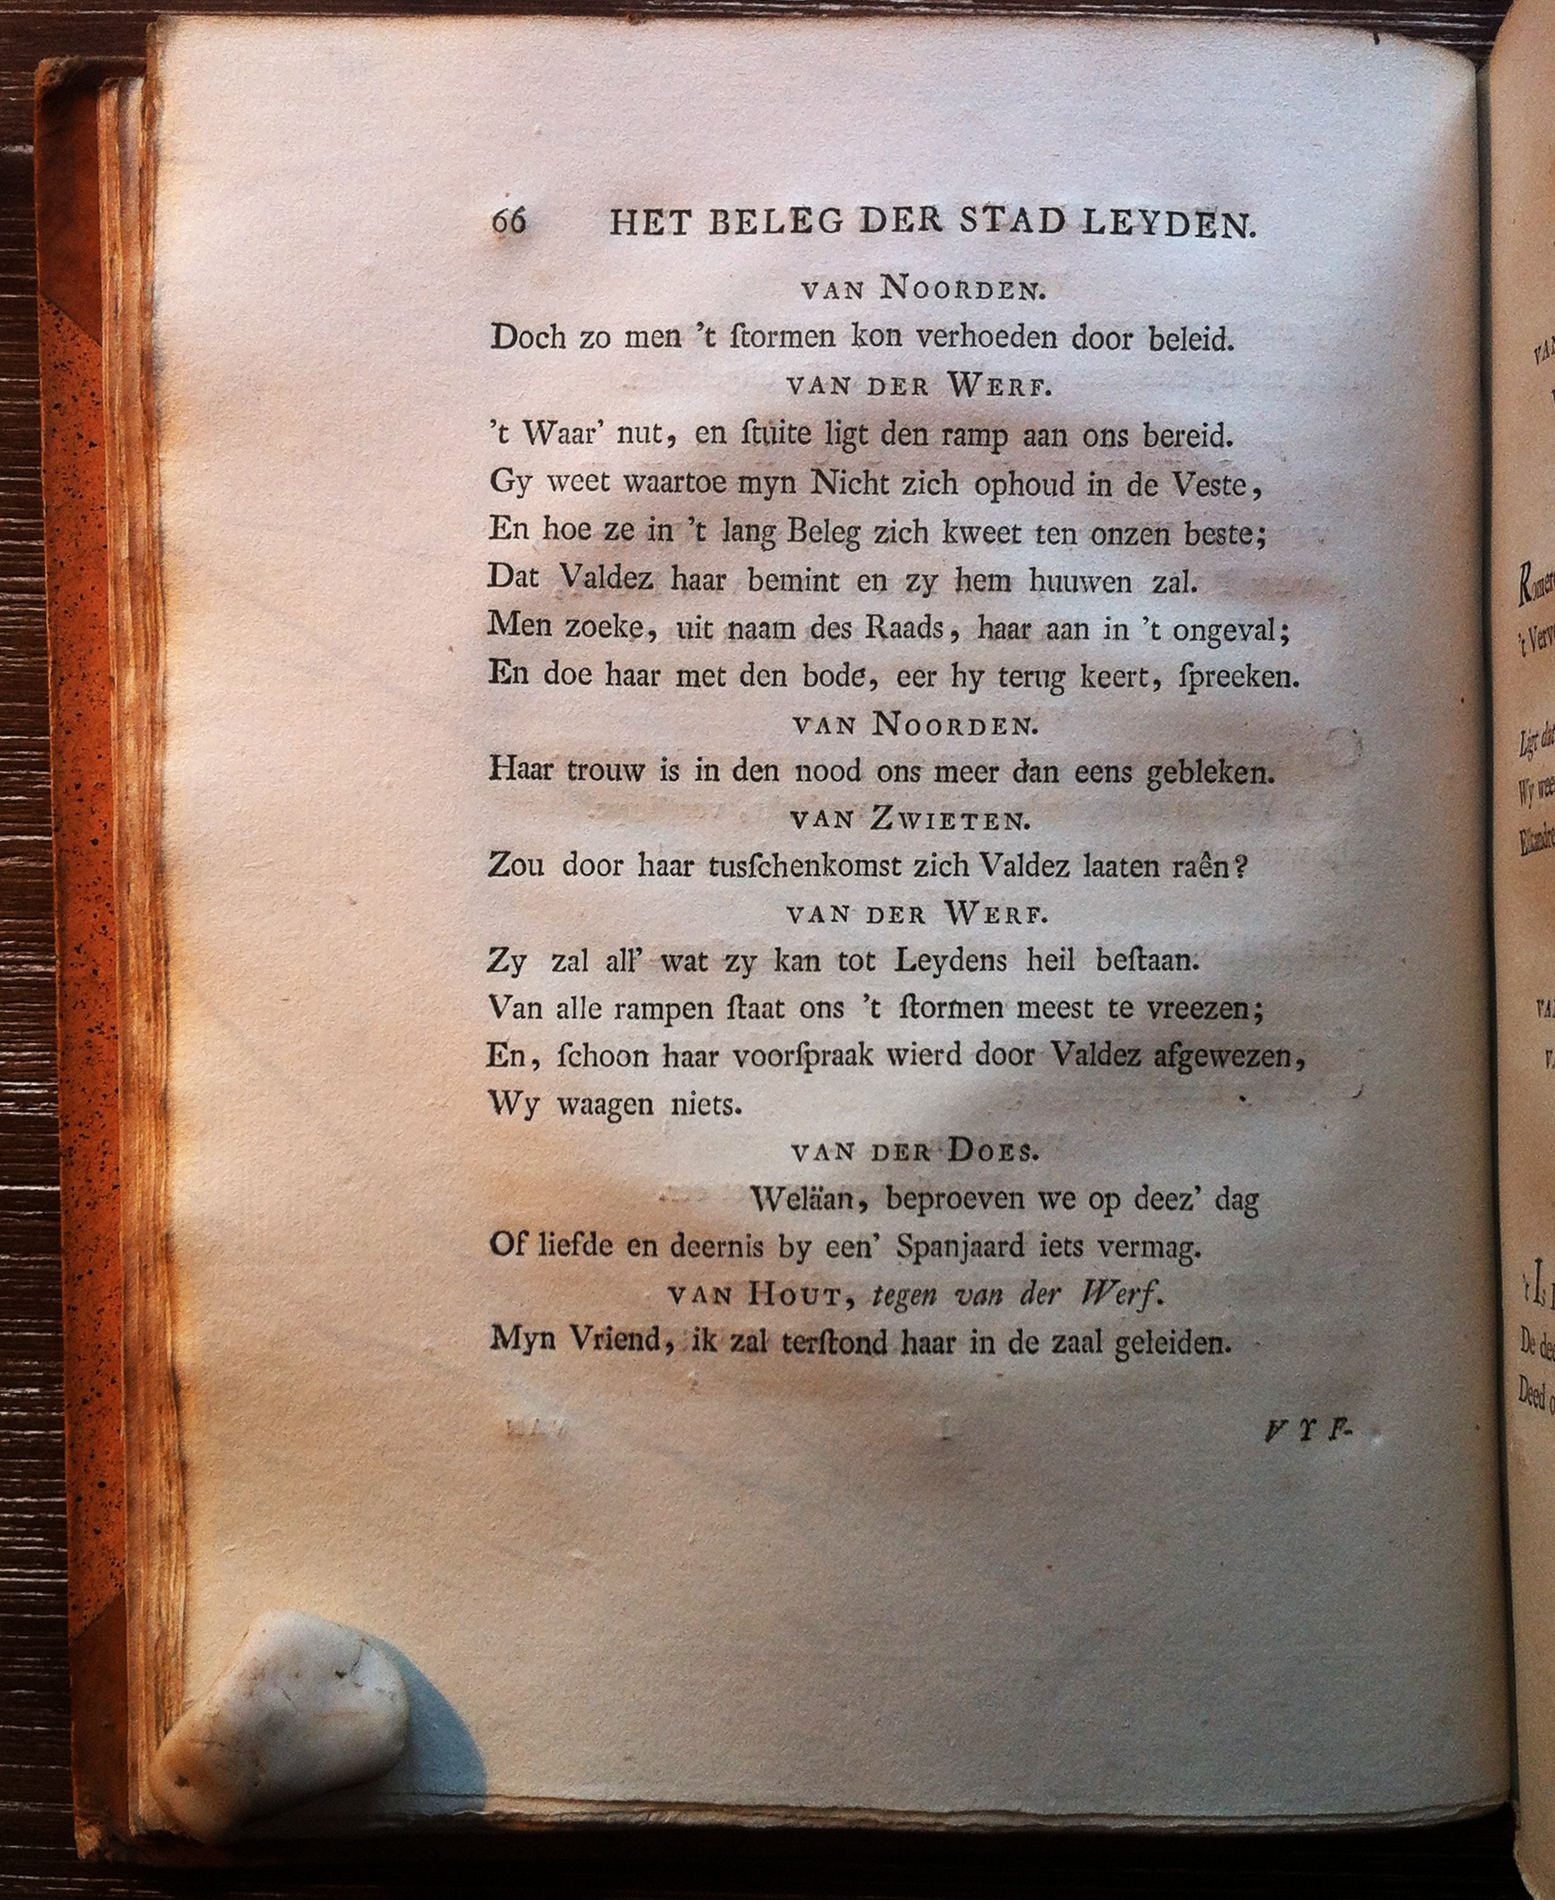 66 HET BELEG DER STAD LEYDEN.
VAN NOORDEN.
Doch zo men 't ſtormen kon verhoeden door beleid.
VAN DER WERF.
't Waar' nut, en ſtuite ligt den ramp aan ons bereid.
Gy weet waartoe myn Nicht zich ophoud in de Veste,
En hoe ze in 't lang Beleg zich kweet ten onzen beste;
Dat Valdez haar bemint en zy hem huuwen zal.
Men zoeke, uit naam des Raads, haar aan in 't ongeval;
En doe haar met den bode, eer hy terug keert, ſpreeken.
VAN NOORDEN.
Haar trouw is in den nood ons meer dan eens gebleken.
VAN ZWIETEN.
Zou door haar tusſchenkomst zich Valdez laaten raên?
VAN DER WERF.
Zy zal all' wat zy kan tot Leydens heil beſtaan.
Van alle rampen ſtaat ons 't ſtormen meest te vreezen;
En, ſchoon haar voorſpraak wierd door Valdez afgewezen,
Wy waagen niets.
VAN DER DOES.
Weläan, beproeven we op deez' dag
Of liefde en deernis by een' Spanjaard iets vermag.
VAN HOUT, tegen van der Werf.
Myn Vriend, ik zal terſtond haar in de zaal geleiden.
VYF-
't Verv
Ligt dat
Wy wee
De de
Deed o